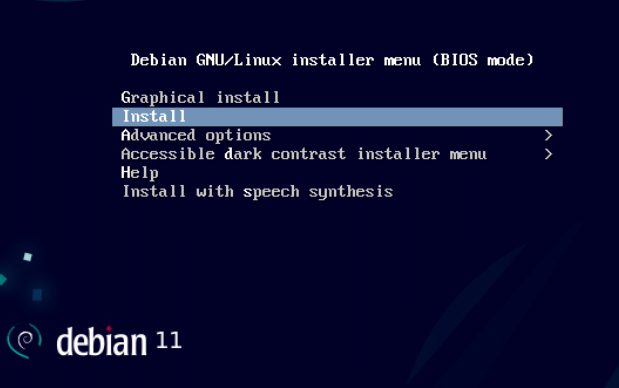 Debian GNU/Linux installer menu (BIOS mode)
Graphical install
Install
Advanced options >
Accessible dark contrast installer menu >
Help
Install with speech synthesis
debian 11